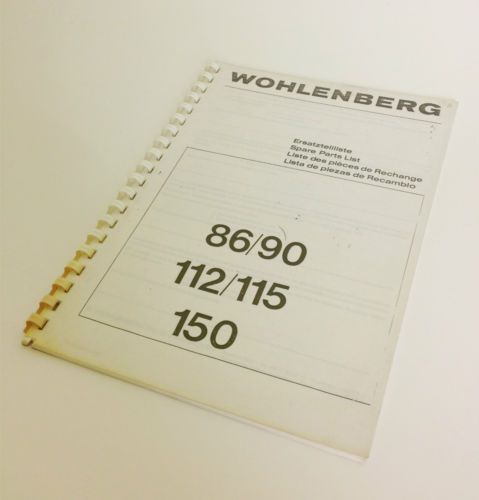 WOHLENBERG
Ersatzteilliste
Spare Parts List
Liste des pièces de Rechange
Lista de piezas de Recambio
86/90
112/115
150